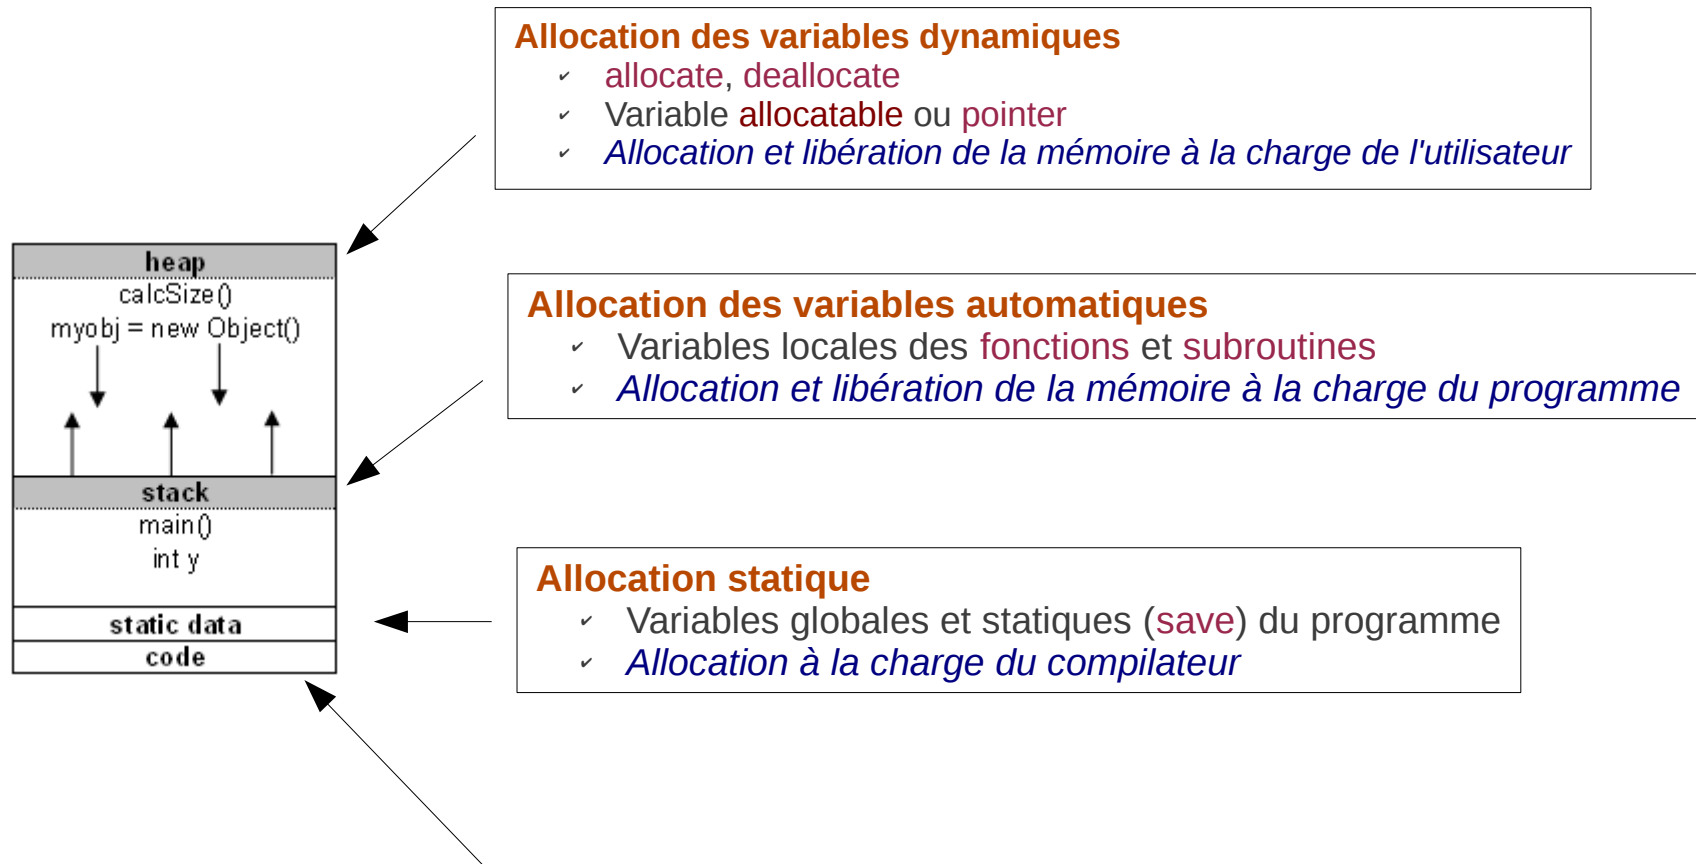 Allocation des variables dynamiques
✔ allocate, deallocate
✔ Variable allocatable ou pointer
✔ Allocation et libération de la mémoire à la charge de l'utilisateur
heap
calcSize()
myobj = new Object()
stack
main()
int y
static data
code
Allocation des variables automatiques
✔ Variables locales des fonctions et subroutines
✔ Allocation et libération de la mémoire à la charge du programme
Allocation statique
✔ Variables globales et statiques (save) du programme
✔ Allocation à la charge du compilateur